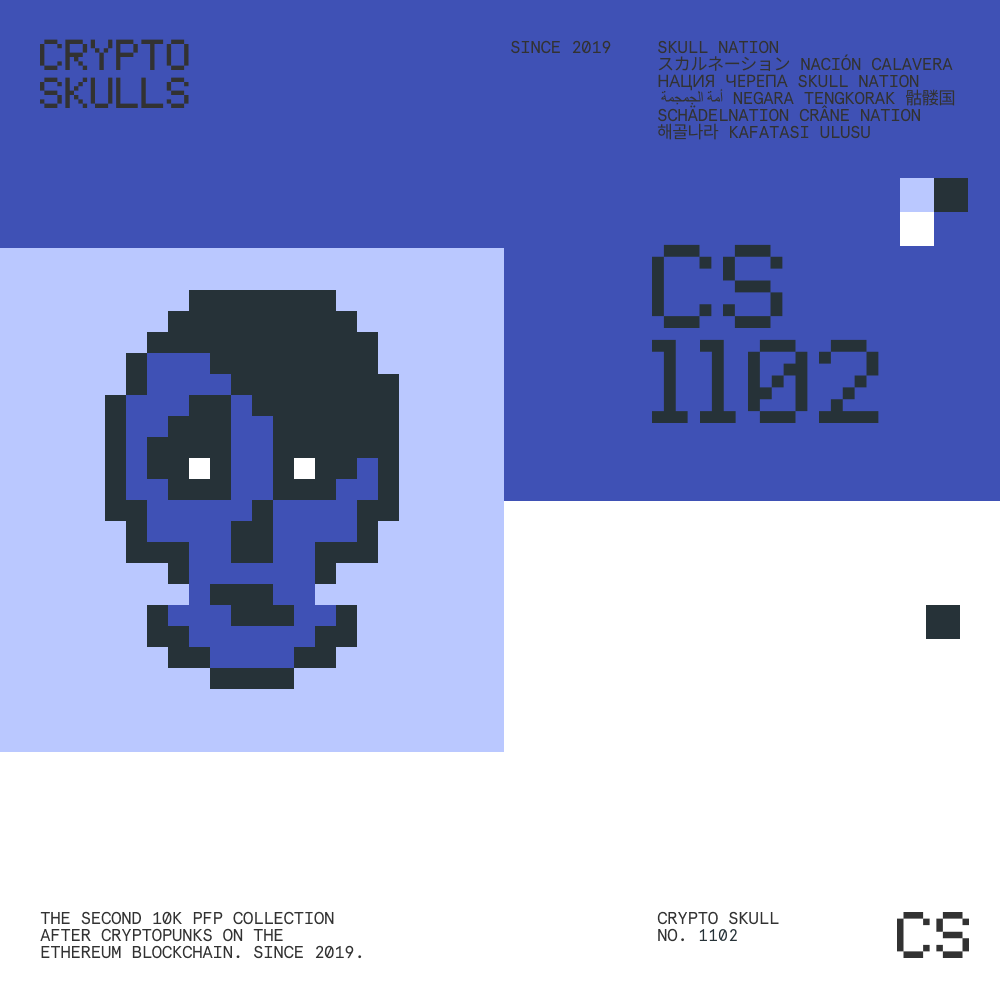 CRYPTO
SKULLS
SINCE 2019
SKULL NATION
スカルネーション NACIÓN CALAVERA
НАЦИЯ ЧЕРЕПА SKULL NATION
أمة الجمجمة NEGARA TENGKORAK 骷髅国
SCHÄDELNATION CRÂNE NATION
해골나라 KAFATASI ULUSU
CS
1102
THE SECOND 10K PFP COLLECTION
AFTER CRYPTOPUNKS ON THE
ETHEREUM BLOCKCHAIN. SINCE 2019.
CRYPTO SKULL
NO. 1102
CS